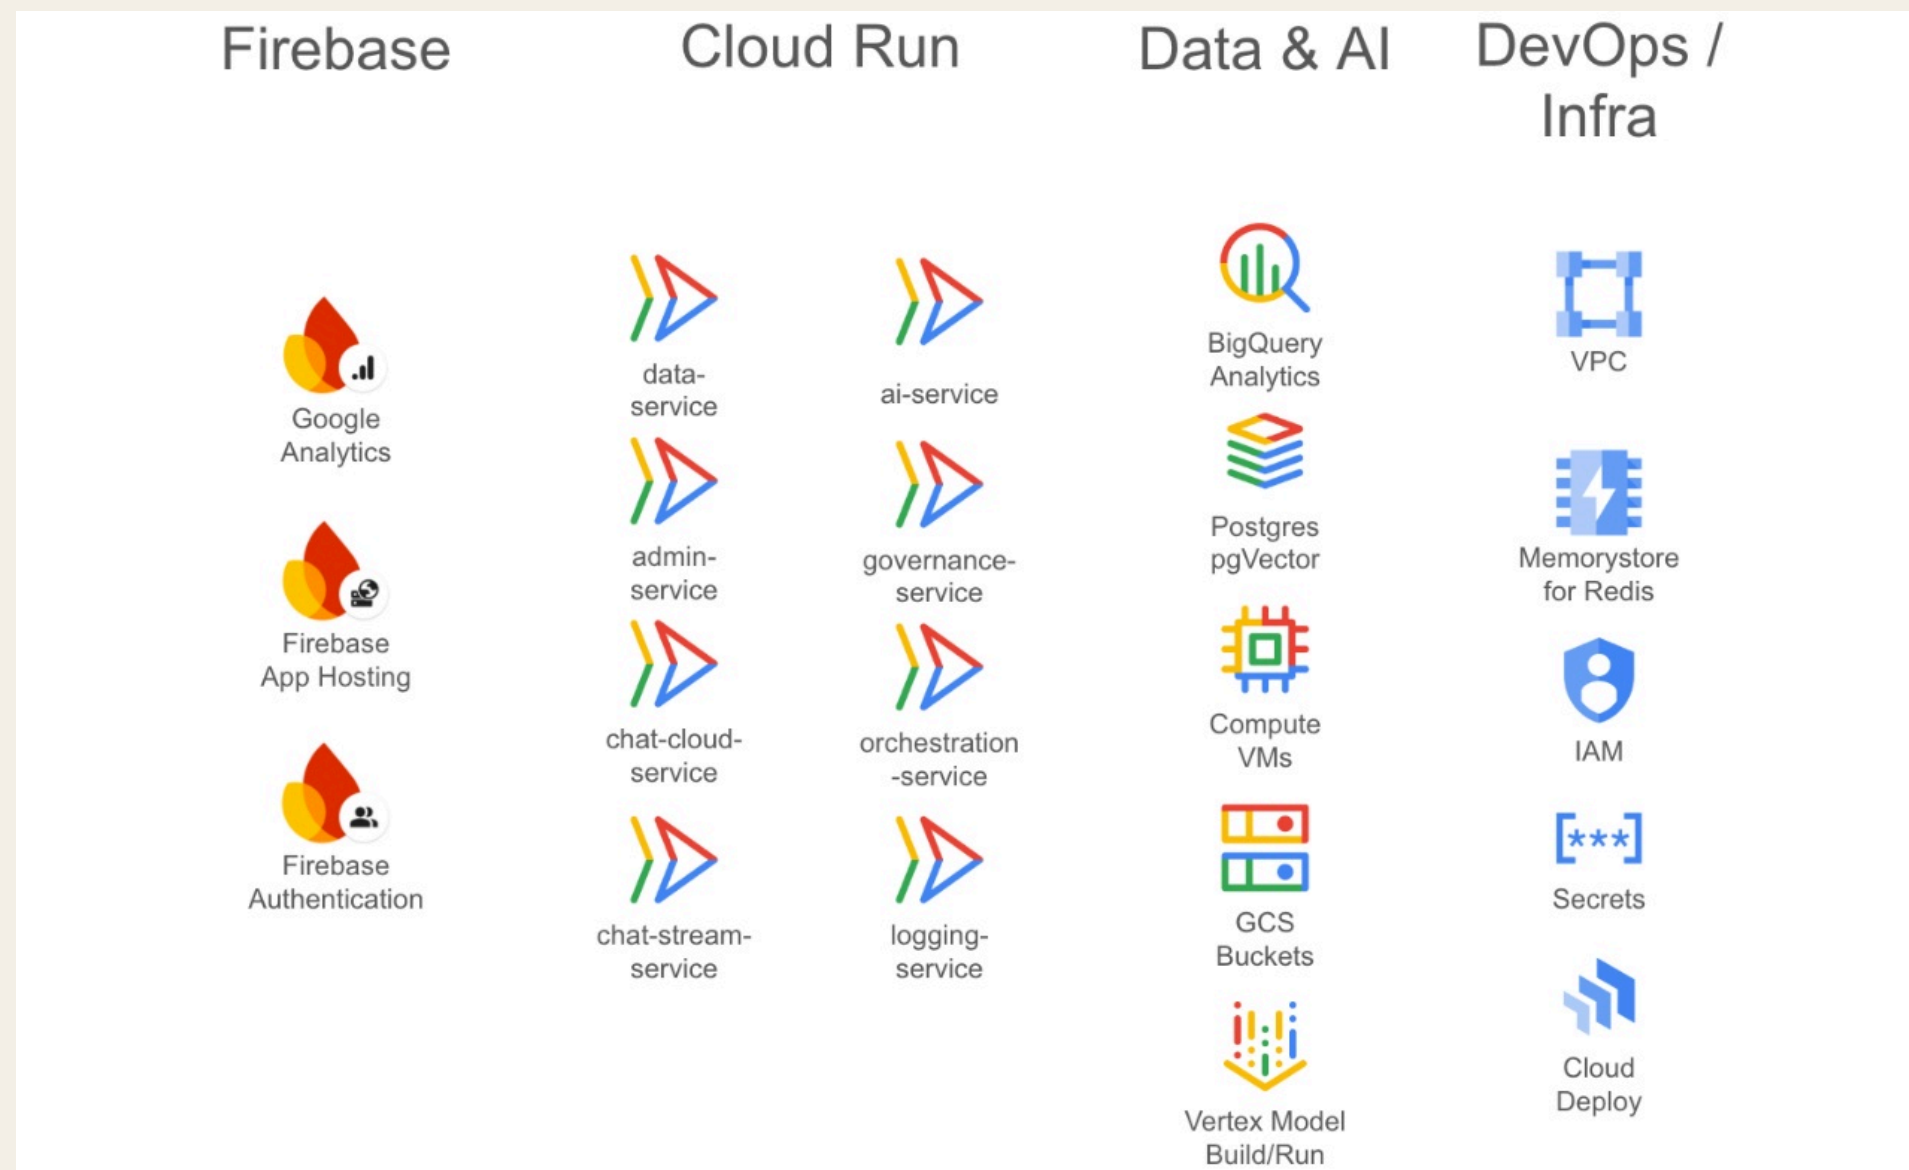 Firebase
Cloud Run
Data & AI
DevOps /
Infra
Google
Analytics
Firebase
App Hosting
Firebase
Authentication
data-
service
admin-
service
chat-cloud-
service
chat-stream-
service
ai-service
governance-
service
orchestration
-service
logging-
service
BigQuery
Analytics
Postgres
pgVector
Compute
VMs
GCS
Buckets
Vertex Model
Build/Run
VPC
Memorystore
for Redis
IAM
[***]
Secrets
Cloud
Deploy